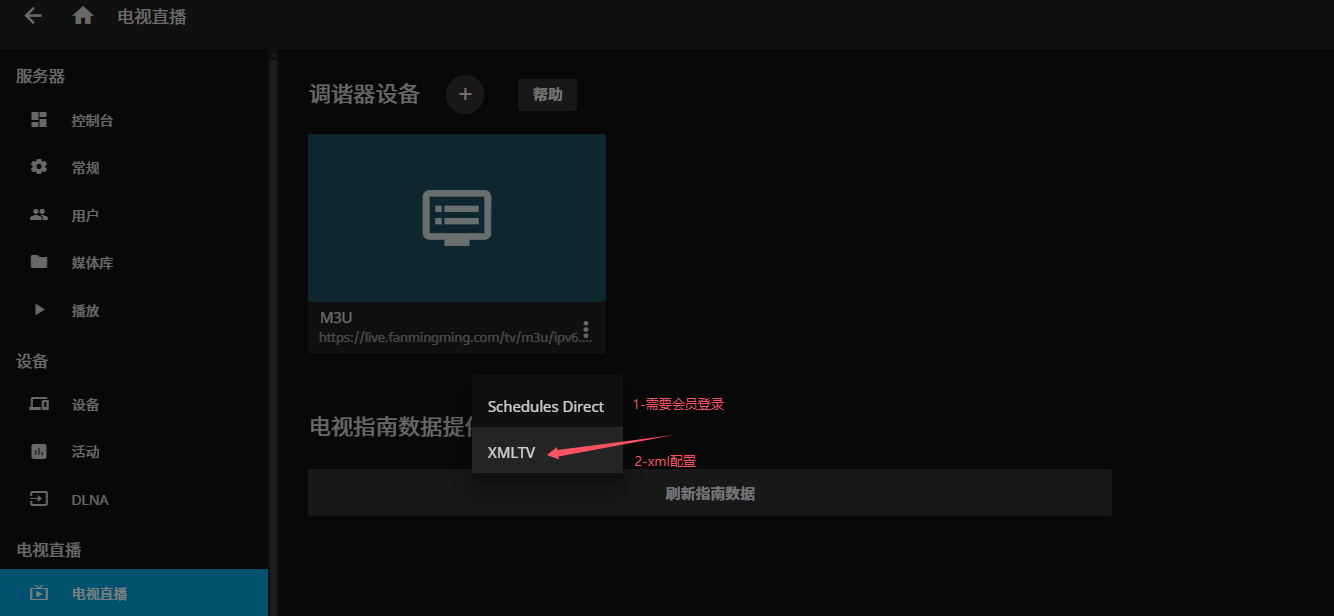 电视直播
服务器
控制台
常规
用户
媒体库
播放
设备
设备
活动
DLNA
电视直播
电视直播
调谐器设备
帮助
M3U
https://live.fanmingming.com/tv/m3u/ipv6....
电视指南数据提供
Schedules Direct
XMLTV
1-需要会员登录
2-xml配置
刷新指南数据